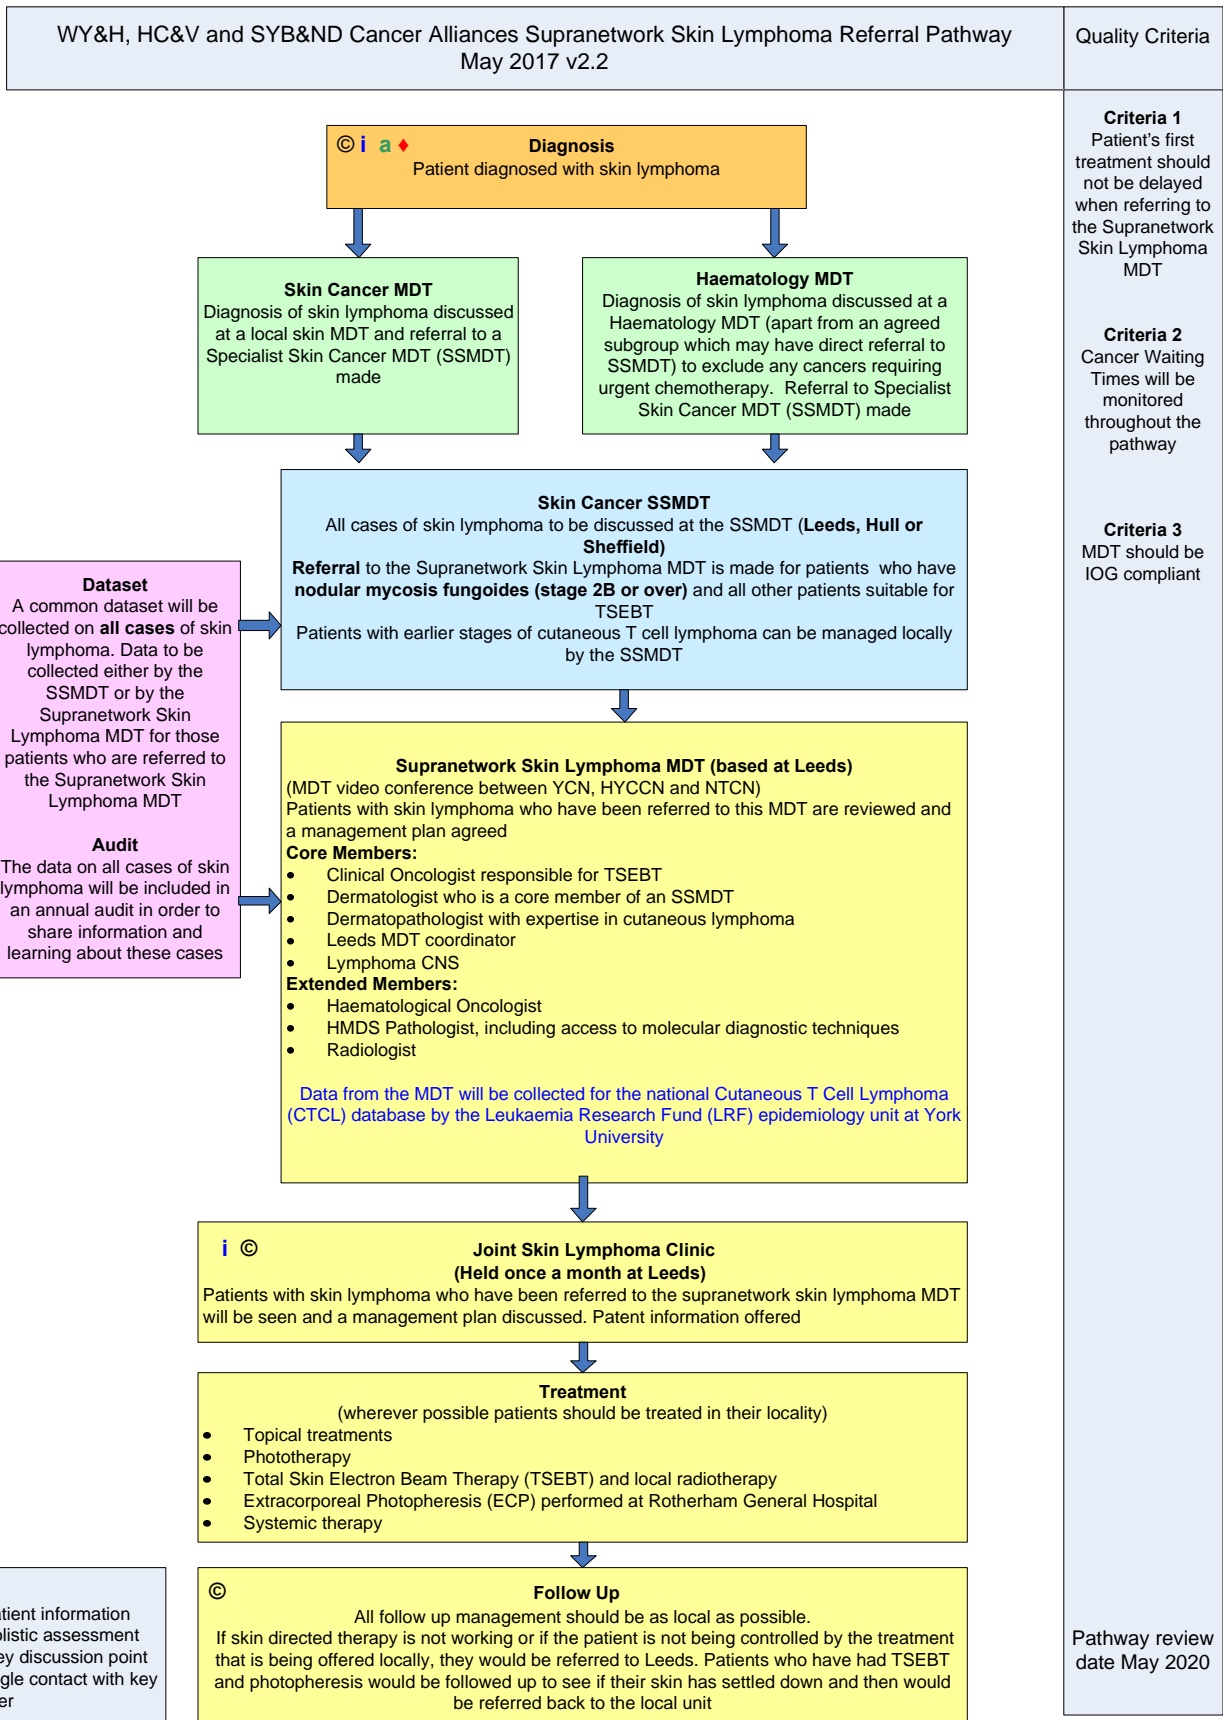 WY&H, HC&V and SYB&ND Cancer Alliances Supranetwork Skin Lymphoma Referral Pathway
May 2017 v2.2
Quality Criteria
Criteria 1
Patient’s first
treatment should
not be delayed
when referring to
the Supranetwork
Skin Lymphoma
MDT
Criteria 2
Cancer Waiting
Times will be
monitored
throughout the
pathway
Criteria 3
MDT should be
IOG compliant
Pathway review
date May 2020
© i a ♦ Diagnosis
Patient diagnosed with skin lymphoma
Skin Cancer MDT
Diagnosis of skin lymphoma discussed
at a local skin MDT and referral to a
Specialist Skin Cancer MDT (SSMDT)
made
Haematology MDT
Diagnosis of skin lymphoma discussed at a
Haematology MDT (apart from an agreed
subgroup which may have direct referral to
SSMDT) to exclude any cancers requiring
urgent chemotherapy. Referral to Specialist
Skin Cancer MDT (SSMDT) made
Skin Cancer SSMDT
All cases of skin lymphoma to be discussed at the SSMDT (Leeds, Hull or
Sheffield)
Referral to the Supranetwork Skin Lymphoma MDT is made for patients who have
nodular mycosis fungoides (stage 2B or over) and all other patients suitable for
TSEBT
Patients with earlier stages of cutaneous T cell lymphoma can be managed locally
by the SSMDT
Dataset
A common dataset will be
collected on all cases of skin
lymphoma. Data to be
collected either by the
SSMDT or by the
Supranetwork Skin
Lymphoma MDT for those
patients who are referred to
the Supranetwork Skin
Lymphoma MDT
Audit
The data on all cases of skin
lymphoma will be included in
an annual audit in order to
share information and
learning about these cases
Supranetwork Skin Lymphoma MDT (based at Leeds)
(MDT video conference between YCN, HYCCN and NTCN)
Patients with skin lymphoma who have been referred to this MDT are reviewed and
a management plan agreed
Core Members:
• Clinical Oncologist responsible for TSEBT
• Dermatologist who is a core member of an SSMDT
• Dermatopathologist with expertise in cutaneous lymphoma
• Leeds MDT coordinator
• Lymphoma CNS
Extended Members:
• Haematological Oncologist
• HMDS Pathologist, including access to molecular diagnostic techniques
• Radiologist
Data from the MDT will be collected for the national Cutaneous T Cell Lymphoma
(CTCL) database by the Leukaemia Research Fund (LRF) epidemiology unit at York
University
i © Joint Skin Lymphoma Clinic
(Held once a month at Leeds)
Patients with skin lymphoma who have been referred to the supranetwork skin lymphoma MDT
will be seen and a management plan discussed. Patent information offered
Treatment
(wherever possible patients should be treated in their locality)
• Topical treatments
• Phototherapy
• Total Skin Electron Beam Therapy (TSEBT) and local radiotherapy
• Extracorporeal Photopheresis (ECP) performed at Rotherham General Hospital
• Systemic therapy
© Follow Up
All follow up management should be as local as possible.
If skin directed therapy is not working or if the patient is not being controlled by the treatment
that is being offered locally, they would be referred to Leeds. Patients who have had TSEBT
and photopheresis would be followed up to see if their skin has settled down and then would
be referred back to the local unit
information
assessment
discussion point
contact with key